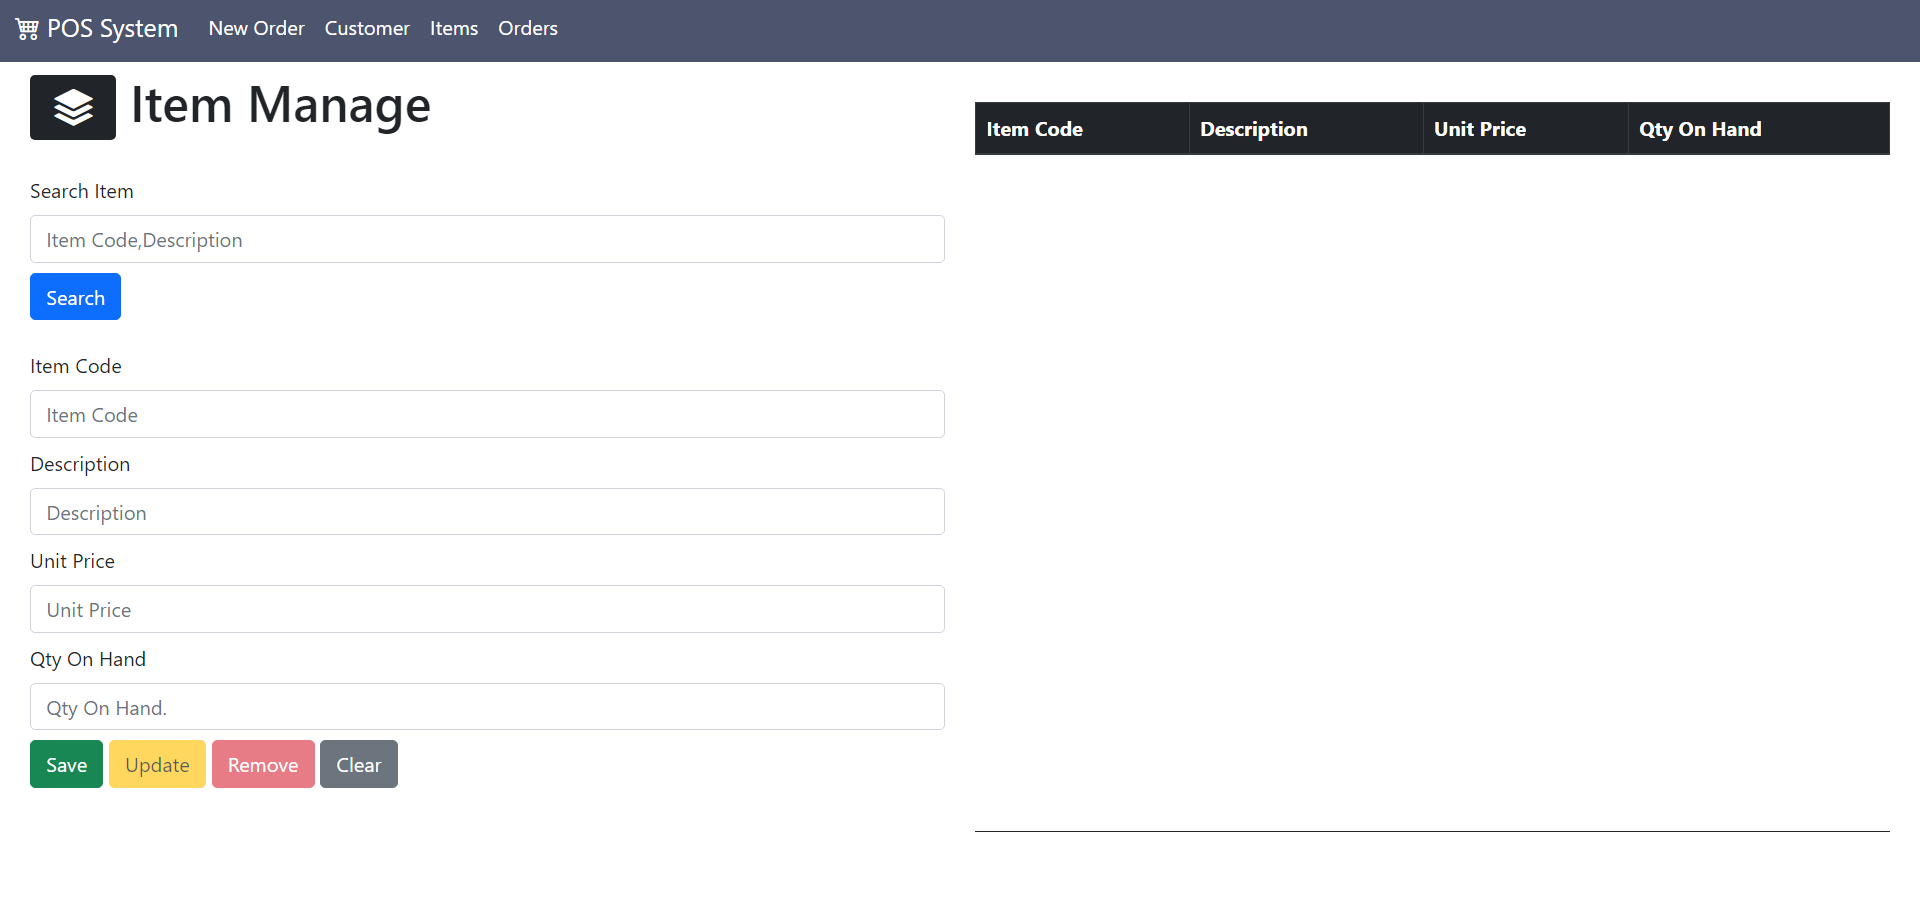 POS System New Order Customer Items Orders
Item Manage
Search Item
Item Code,Description
Search
Item Code
Item Code
Description
Description
Unit Price
Unit Price
Qty On Hand
Qty On Hand.
Save Update Remove Clear
Item Code Description Unit Price Qty On Hand